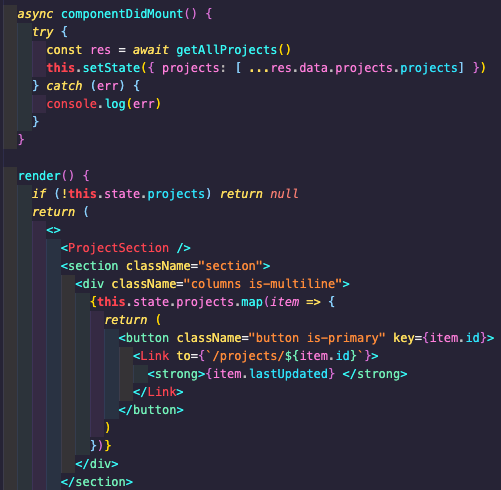 async componentDidMount() {
try {
const res = await getAllProjects()
this.setState({ projects: [ ...res.data.projects.projects] })
} catch (err) {
console.log(err)
}
}
render() {
if (!this.state.projects) return null
return (
<>
<ProjectSection />
<section className="section">
<div className="columns is-multiline">
{this.state.projects.map(item => {
return (
<button className="button is-primary" key={item.id}>
<Link to={`/projects/${item.id}`}>
<strong>{item.lastUpdated} </strong>
</Link>
</button>
)
})}
</div>
</section>